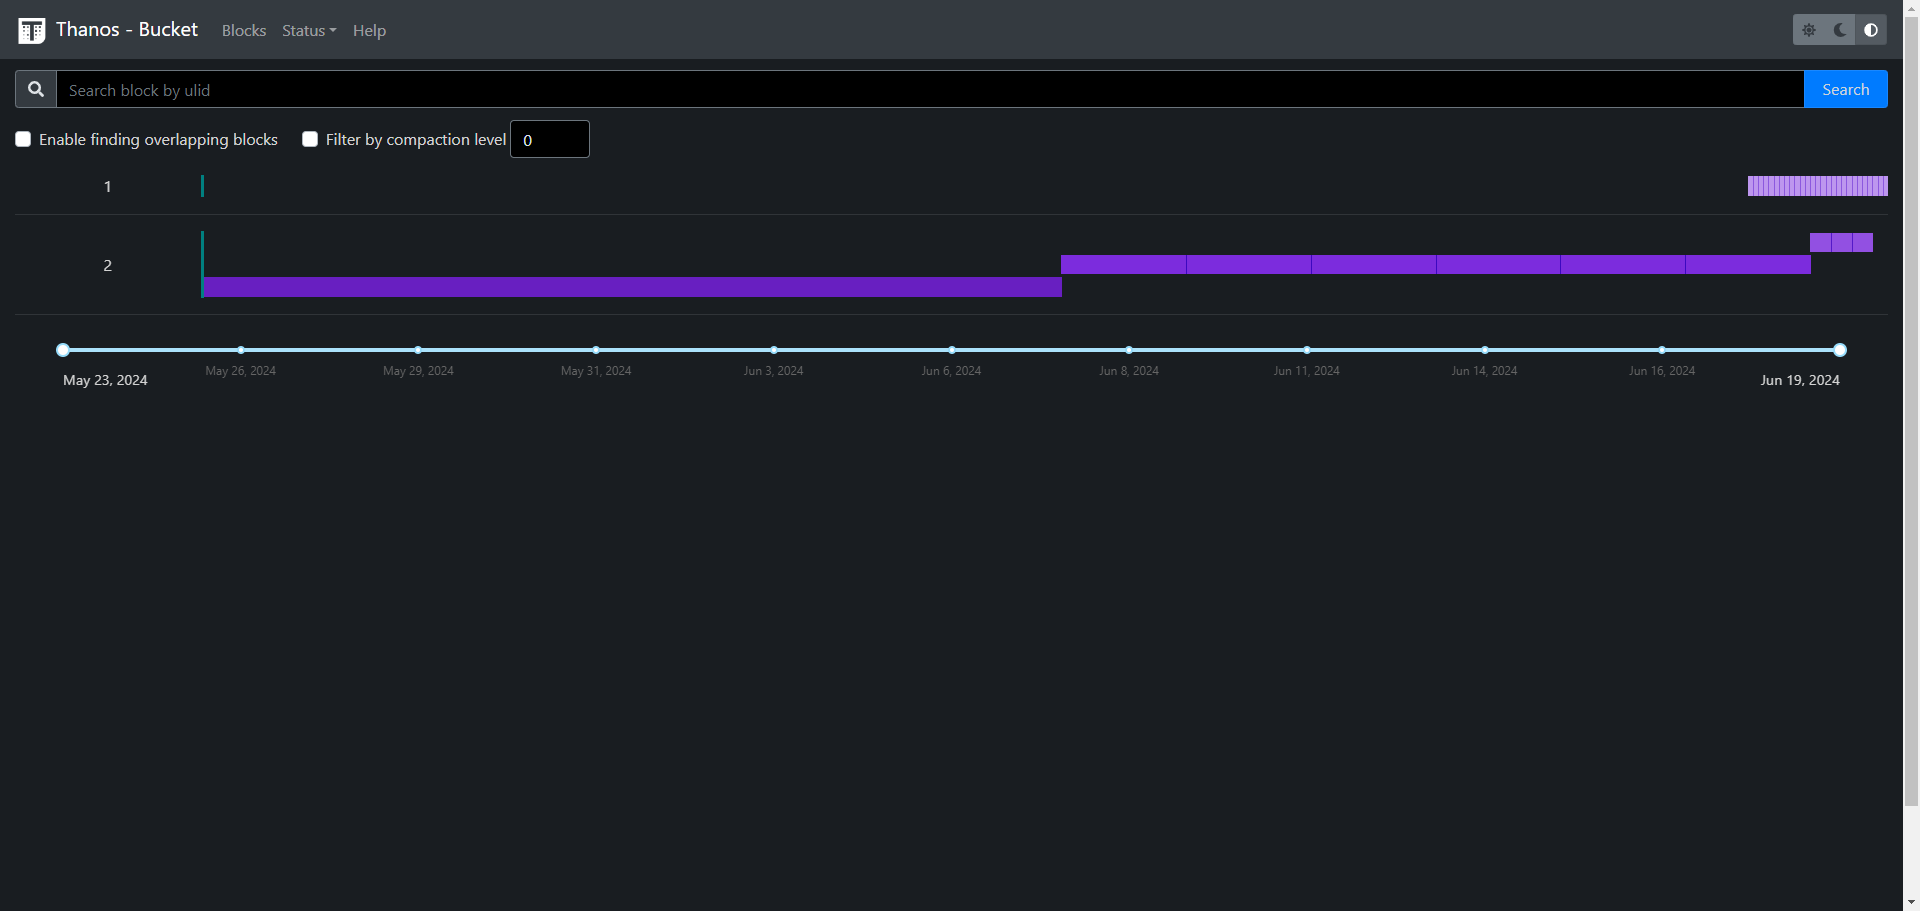 Thanos - Bucket Blocks Status Help
Search block by ulid Search
Enable finding overlapping blocks Filter by compaction level 0
1
2
May 26, 2024 May 29, 2024 May 31, 2024 Jun 3, 2024 Jun 6, 2024 Jun 8, 2024 Jun 11, 2024 Jun 14, 2024 Jun 16, 2024
May 23, 2024 Jun 19, 2024